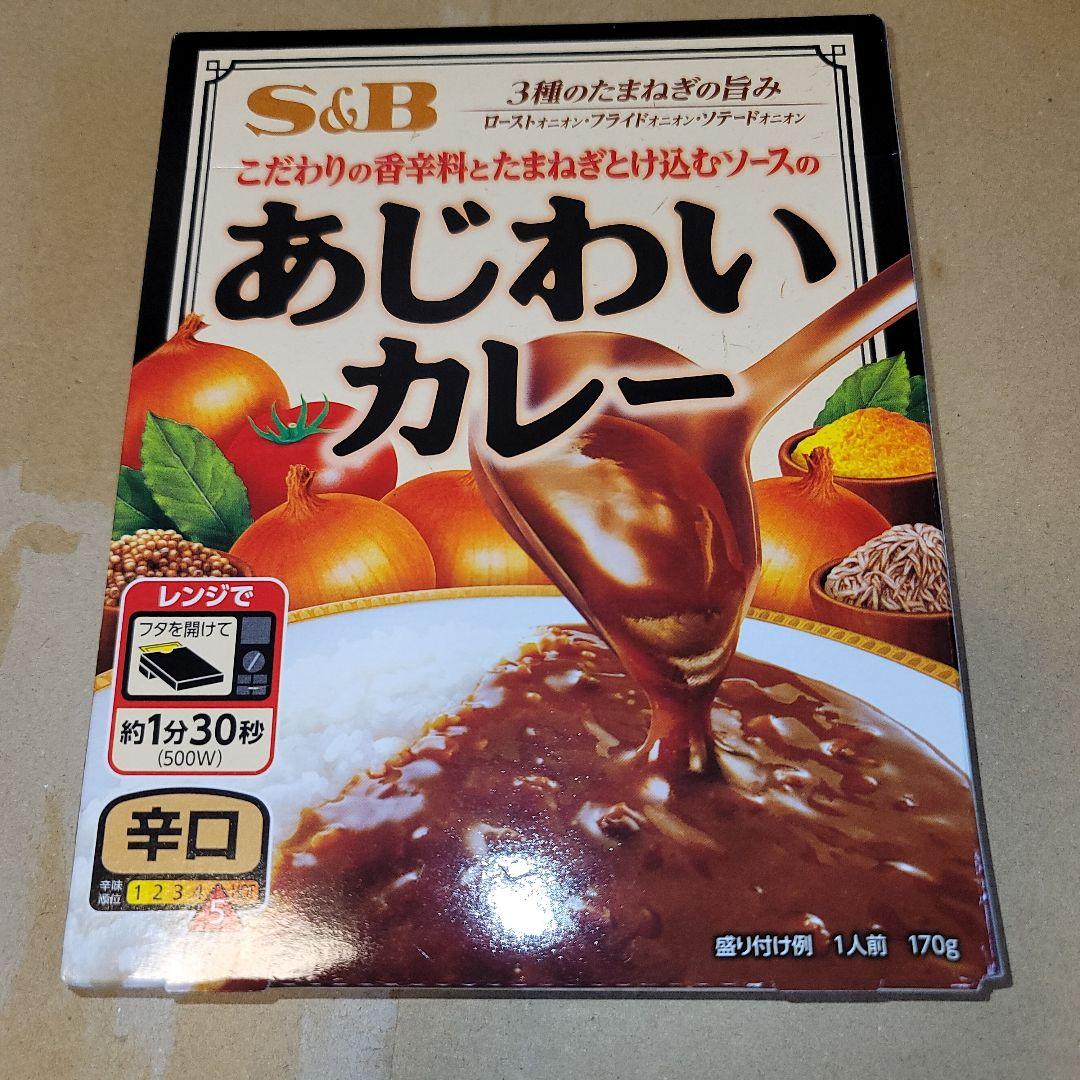 S&B
3種のたまねぎの旨み
ローストオニオン・フライドオニオン・ソテードオニオン
こだわりの香辛料とたまねぎとけ込むソースの
あじわい
カレー
レンジで
フタを開けて
約1分30秒
(500W)
辛口
辛味
順位
1 2 3 4 5 HOT
盛り付け例 1人前 170g